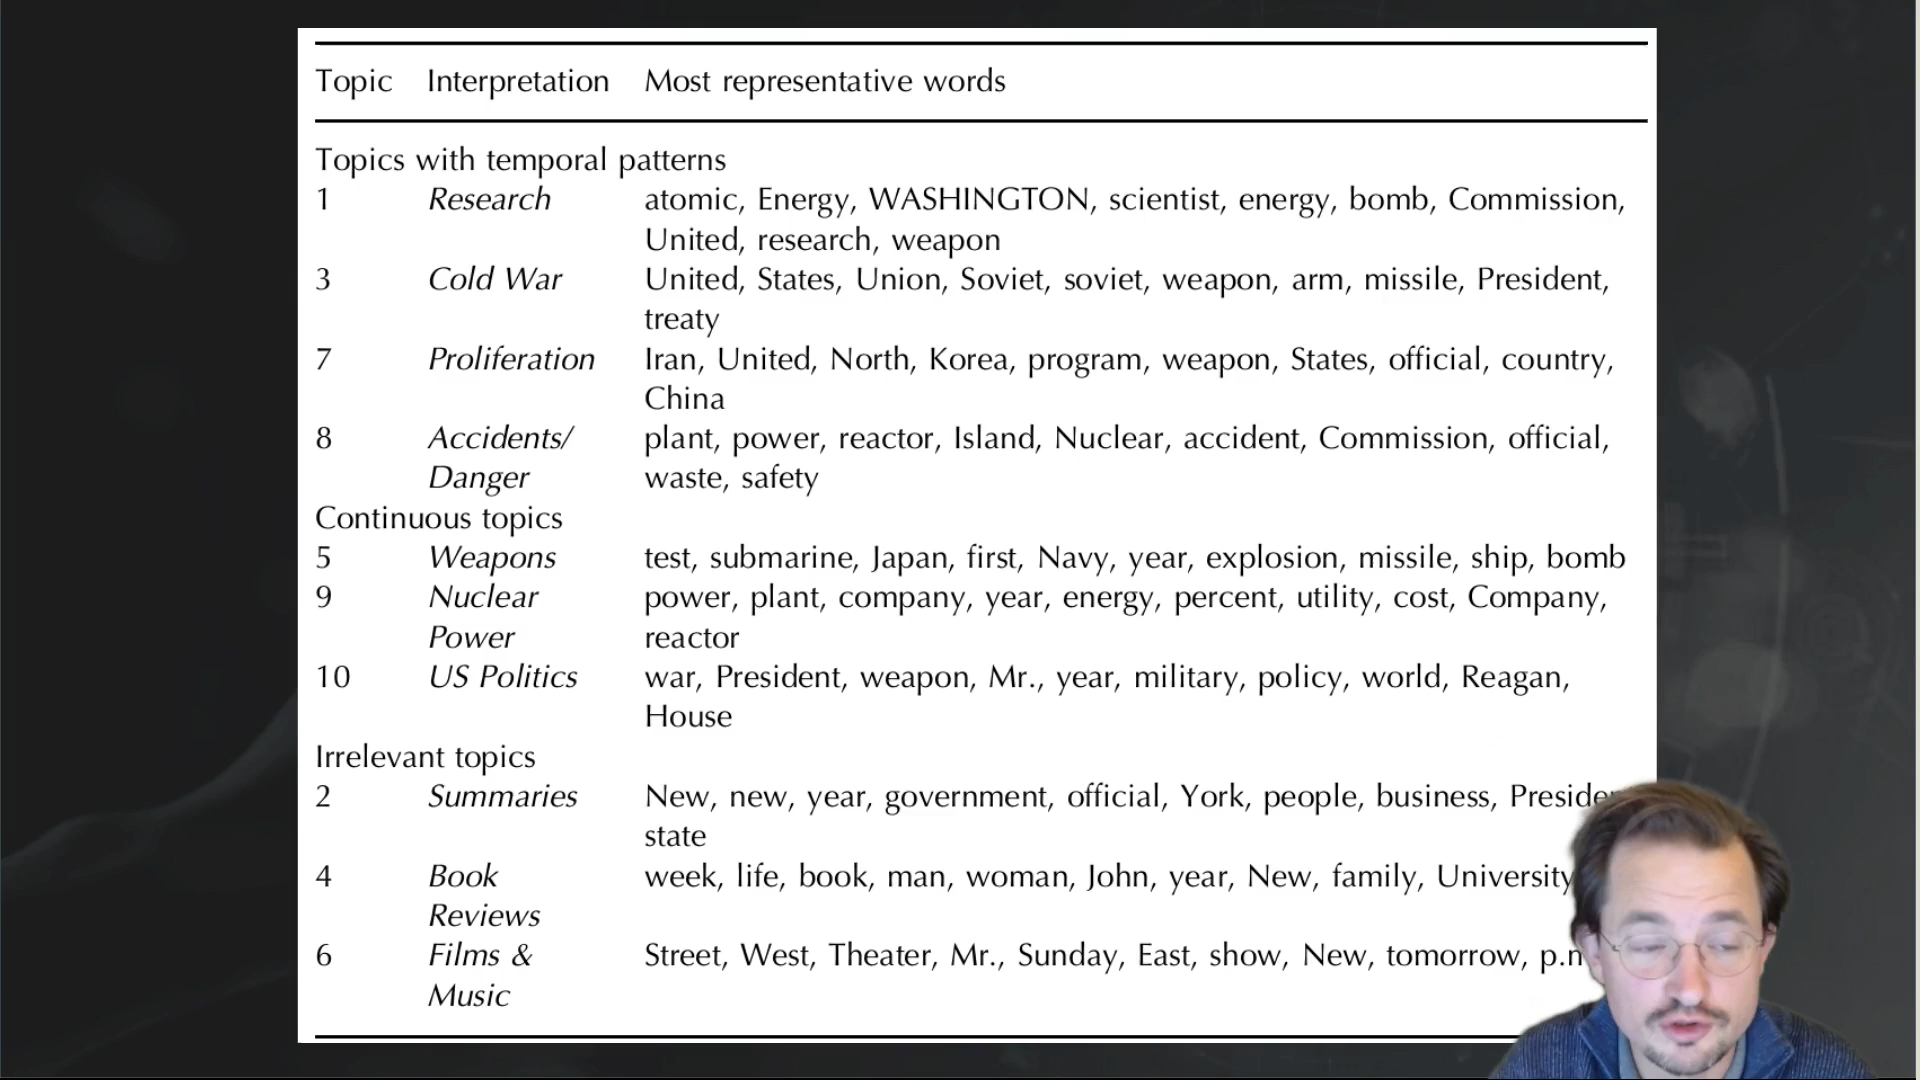 Topic Interpretation Most representative words
Topics with temporal patterns
1 Research atomic, Energy, WASHINGTON, scientist, energy, bomb, Commission,
United, research, weapon
3 Cold War United, States, Union, Soviet, soviet, weapon, arm, missile, President,
treaty
7 Proliferation Iran, United, North, Korea, program, weapon, States, official, country,
China
8 Accidents/ plant, power, reactor, Island, Nuclear, accident, Commission, official,
Danger waste, safety
Continuous topics
5 Weapons test, submarine, Japan, first, Navy, year, explosion, missile, ship, bomb
9 Nuclear power, plant, company, year, energy, percent, utility, cost, Company,
Power reactor
10 US Politics war, President, weapon, Mr., year, military, policy, world, Reagan,
House
Irrelevant topics
2 Summaries New, new, year, government, official, York, people, business,
state
4 Book week, life, book, man, woman, John, year, New, family, University
Reviews
6 Films & Street, West, Theater, Mr., Sunday, East, show, New, tomorrow,
Music